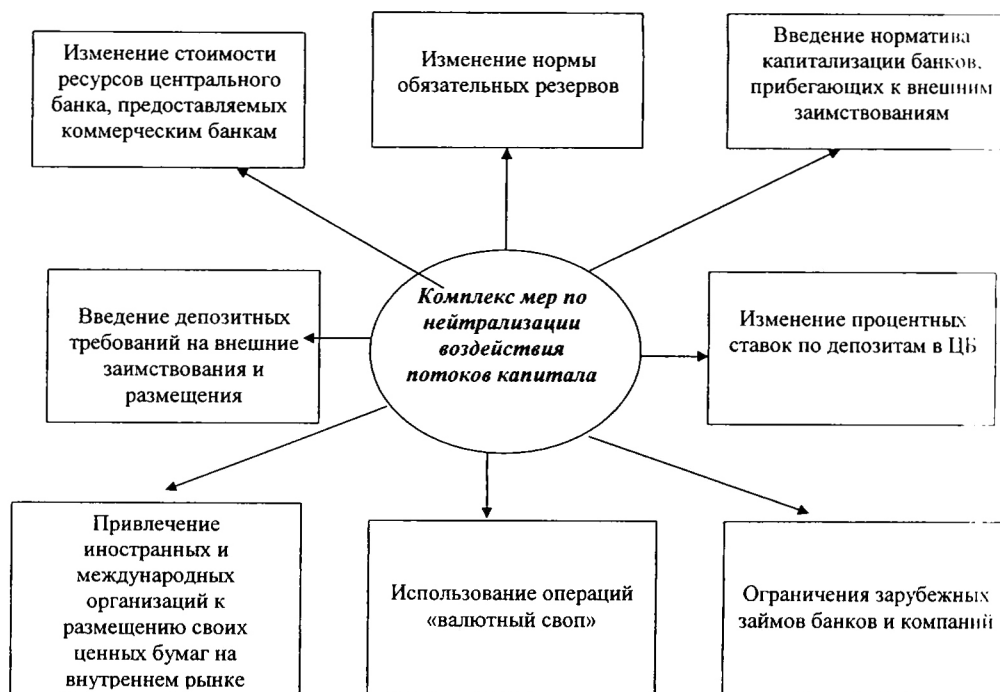 Изменение стоимости
ресурсов центрального
банка, предоставляемых
коммерческим банкам
Изменение нормы
обязательных резервов
Введение норматива
капитализации банков,
прибегающих к внешним
заимствованиям
Введение депозитных
требований на внешние
заимствования и
размещения
Комплекс мер по
нейтрализации
воздействия
потоков капитала
Изменение процентных
ставок по депозитам в ЦБ
Привлечение
иностранных и
международных
организаций к
размещению своих
ценных бумаг на
внутреннем рынке
Использование операций
«валютный своп»
Ограничения зарубежных
займов банков и компаний